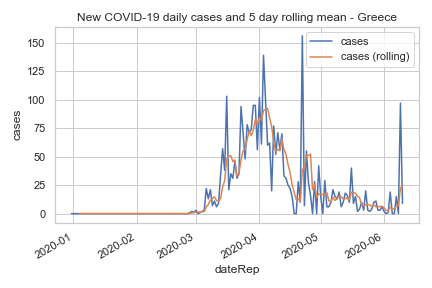 New COVID-19 daily cases and 5 day rolling mean - Greece
cases
cases (rolling)
150
125
100
75
50
25
0
cases
2020-01
2020-02
2020-03
2020-04
2020-05
2020-06
dateRep